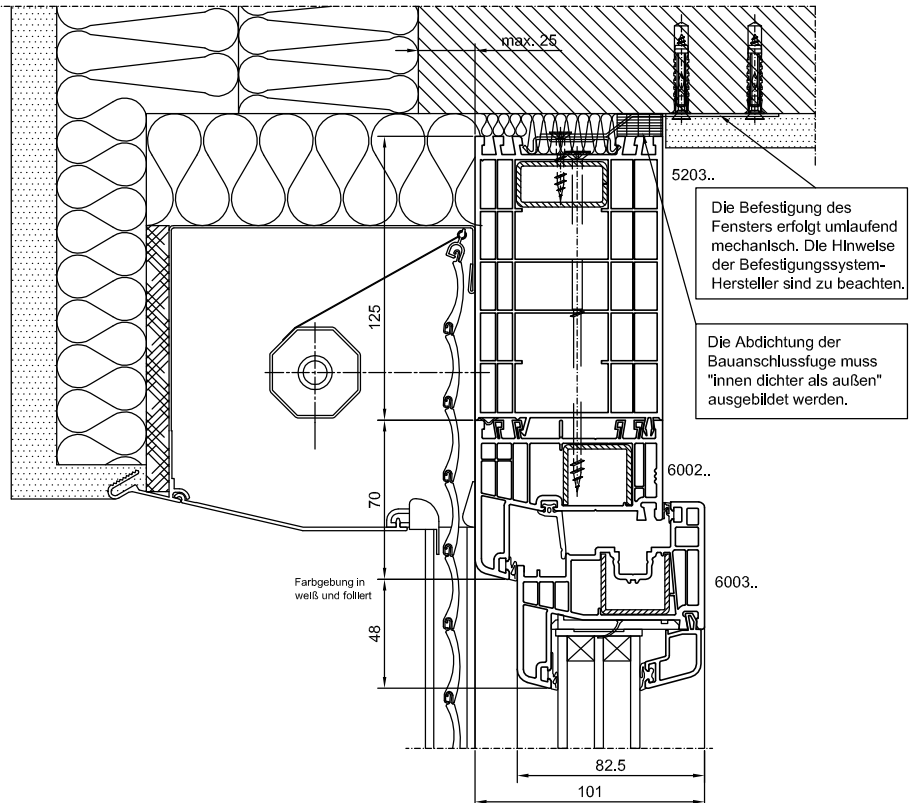 max. 25
5203..
Die Befestigung des
Fensters erfolgt umlaufend
mechanisch. Die Hinweise
der Befestigungssystem-
Hersteller sind zu beachten.
125
Die Abdichtung der
Bauanschlussfuge muss
"innen dichter als außen"
ausgebildet werden.
6002..
70
Farbgebung in
weiß und foliert
6003..
48
82.5
101